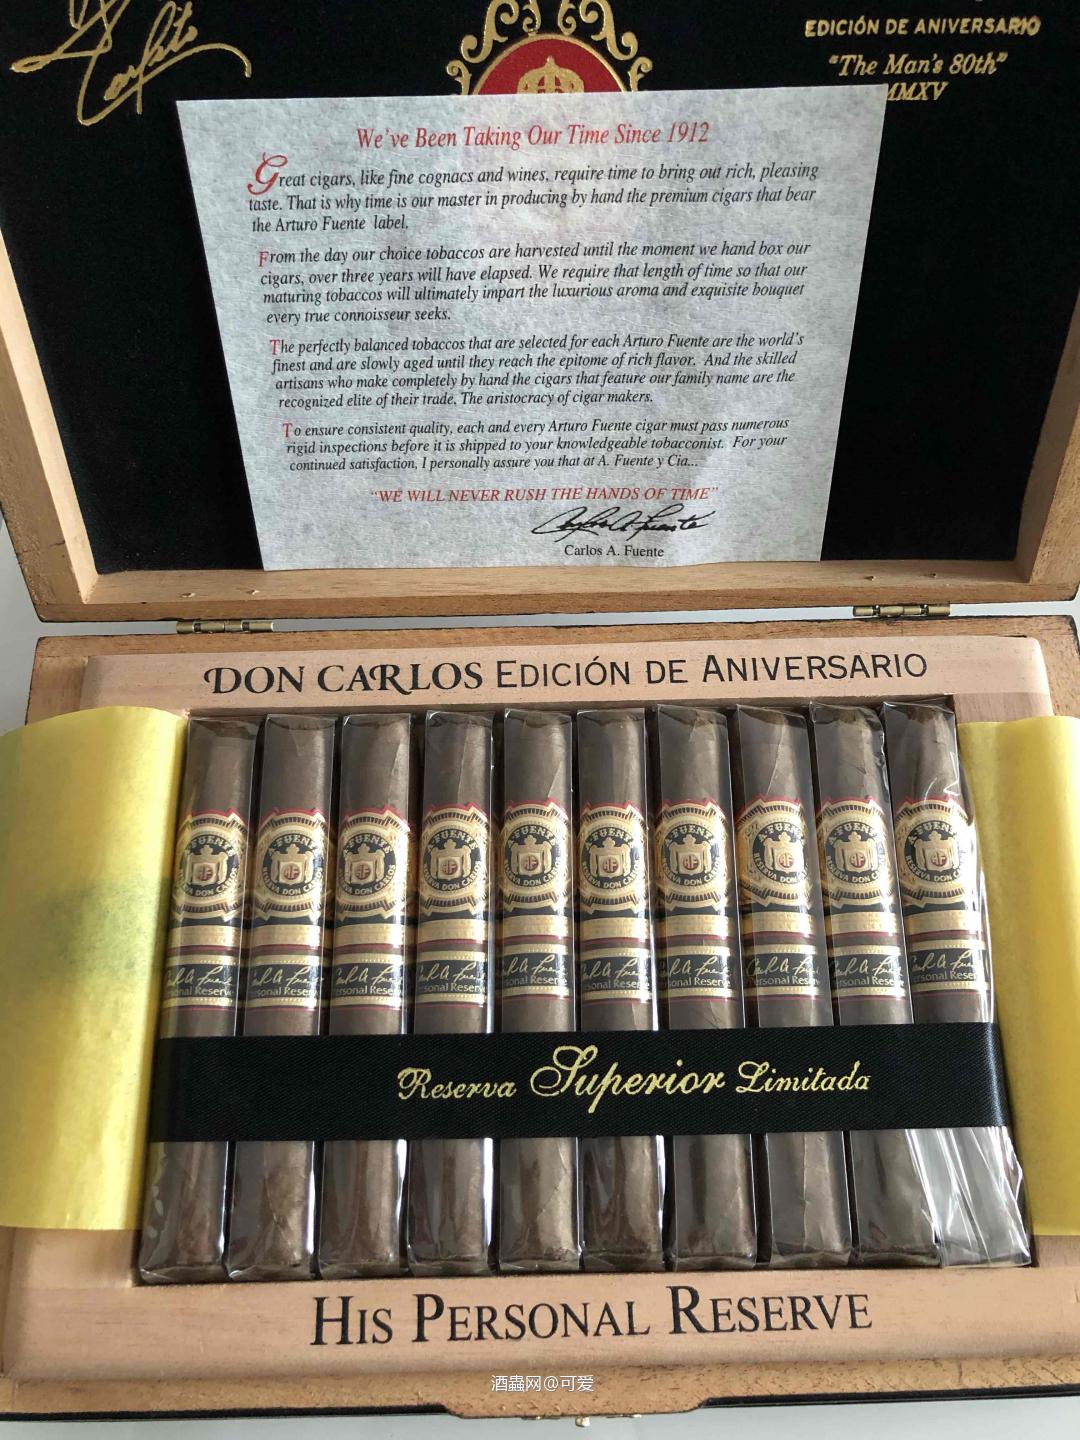 Carlito
EDICIÓN DE ANIVERSARIO
"The Man's 80th"
MMXV
We've Been Taking Our Time Since 1912
Great cigars, like fine cognacs and wines, require time to bring out rich, pleasing
taste. That is why time is our master in producing by hand the premium cigars that bear
the Arturo Fuente label.
From the day our choice tobaccos are harvested until the moment we hand box our
cigars, over three years will have elapsed. We require that length of time so that our
maturing tobaccos will ultimately impart the luxurious aroma and exquisite bouquet
every true connoisseur seeks.
The perfectly balanced tobaccos that are selected for each Arturo Fuente are the world's
finest and are slowly aged until they reach the epitome of rich flavor. And the skilled
artisans who make completely by hand the cigars that feature our family name are the
recognized elite of their trade. The aristocracy of cigar makers.
To ensure consistent quality, each and every Arturo Fuente cigar must pass numerous
rigid inspections before it is shipped to your knowledgeable tobacconist. For your
continued satisfaction, I personally assure you that at A. Fuente y Cia...
"WE WILL NEVER RUSH THE HANDS OF TIME"
Carlos A. Fuente
Carlos A. Fuente
DON CARLOS EDICIÓN DE ANIVERSARIO
A. FUENTE
RESERVA DON CARLOS
Personal Reserve
Reserva Superior Limitada
HIS PERSONAL RESERVE
酒蟲网@可爱